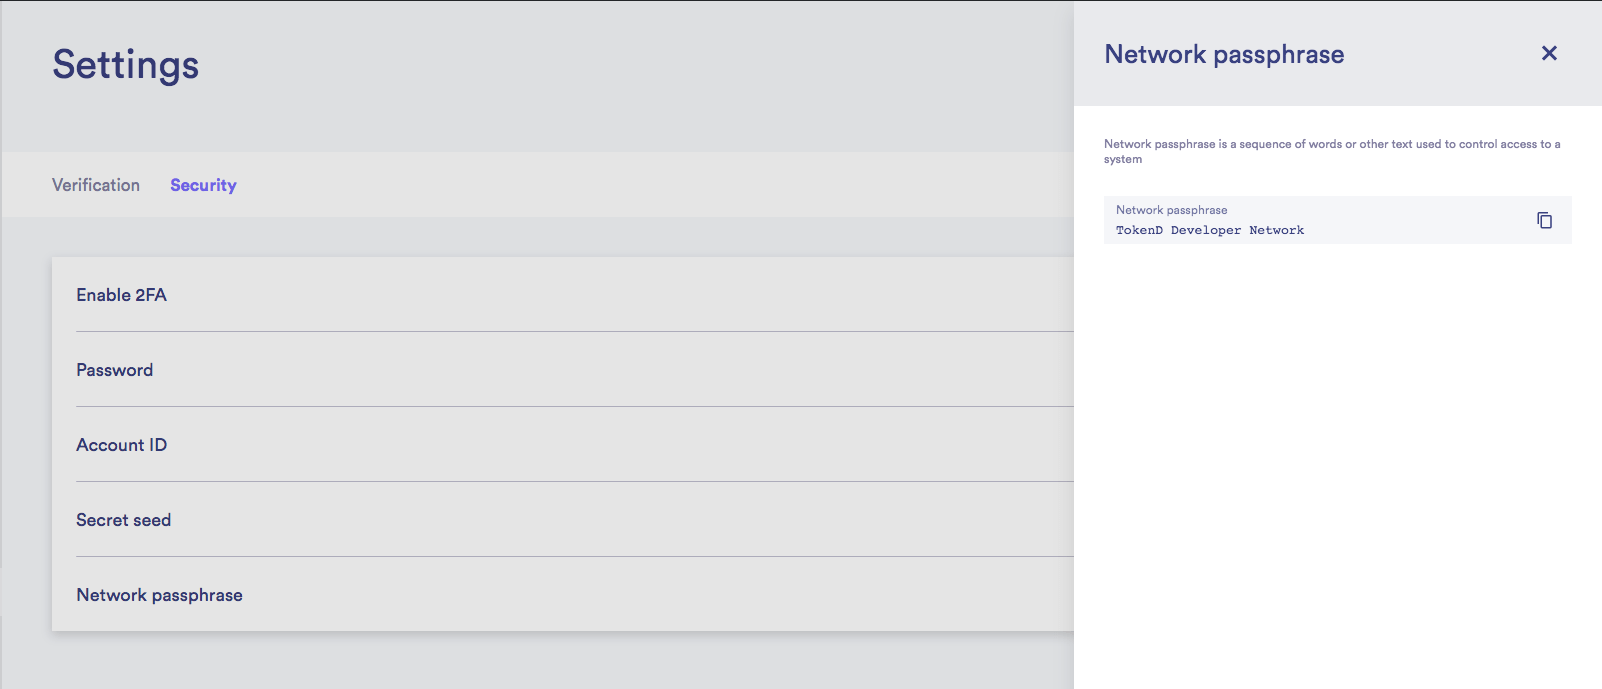 Settings
Verification
Security
Enable 2FA
Password
Account ID
Secret seed
Network passphrase
Network passphrase
Network passphrase is a sequence of words or other text used to control access to a
system
Network passphrase
TokenD Developer Network